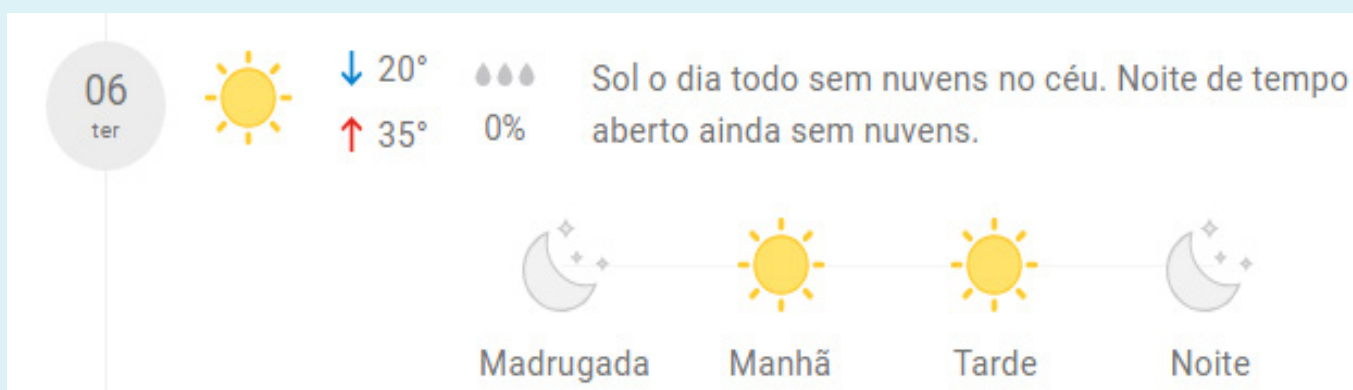 06
ter
↓ 20°
↑ 35°
0%
Sol o dia todo sem nuvens no céu. Noite de tempo
aberto ainda sem nuvens.
Madrugada Manhã Tarde Noite